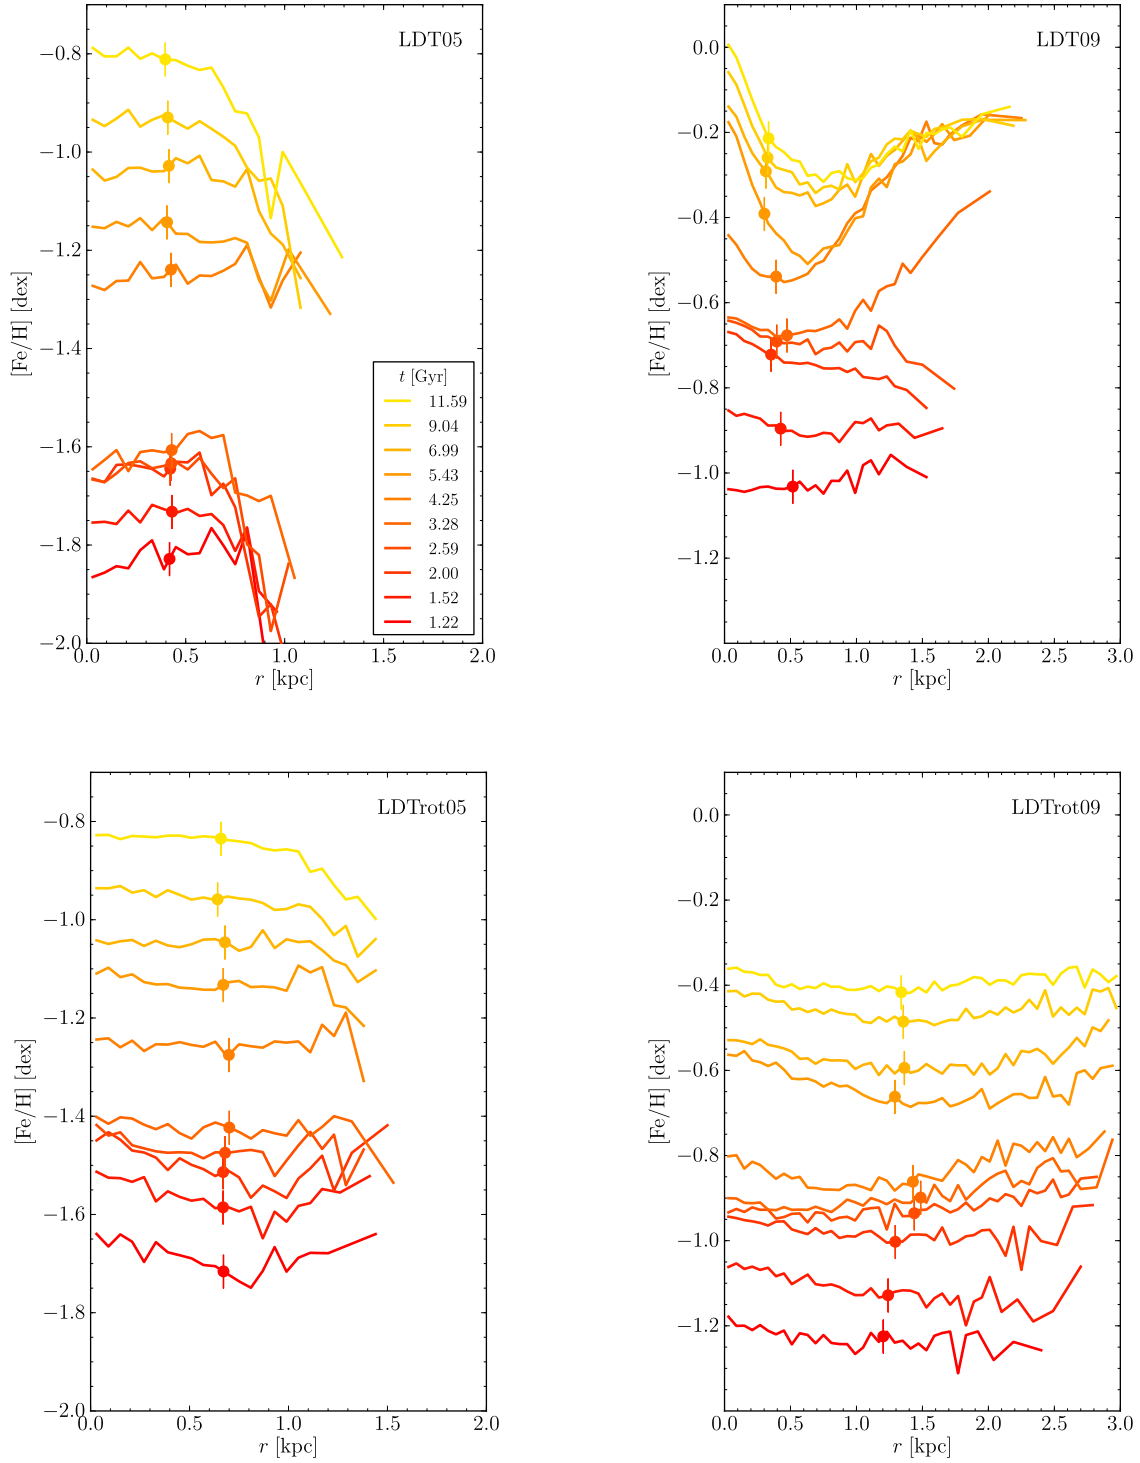 LDT05
−0.8
−1.0
−1.2
−1.4
−1.6
−1.8
−2.0
[Fe/H] [dex]
t [Gyr]
11.59
9.04
6.99
5.43
4.25
3.28
2.59
2.00
1.52
1.22
0.0 0.5 1.0 1.5 2.0
r [kpc]
LDT09
0.0
−0.2
−0.4
−0.6
−0.8
−1.0
−1.2
[Fe/H] [dex]
0.0 0.5 1.0 1.5 2.0 2.5 3.0
r [kpc]
LDTrot05
−0.8
−1.0
−1.2
−1.4
−1.6
−1.8
−2.0
[Fe/H] [dex]
0.0 0.5 1.0 1.5 2.0
r [kpc]
LDTrot09
0.0
−0.2
−0.4
−0.6
−0.8
−1.0
−1.2
[Fe/H] [dex]
0.0 0.5 1.0 1.5 2.0 2.5 3.0
r [kpc]